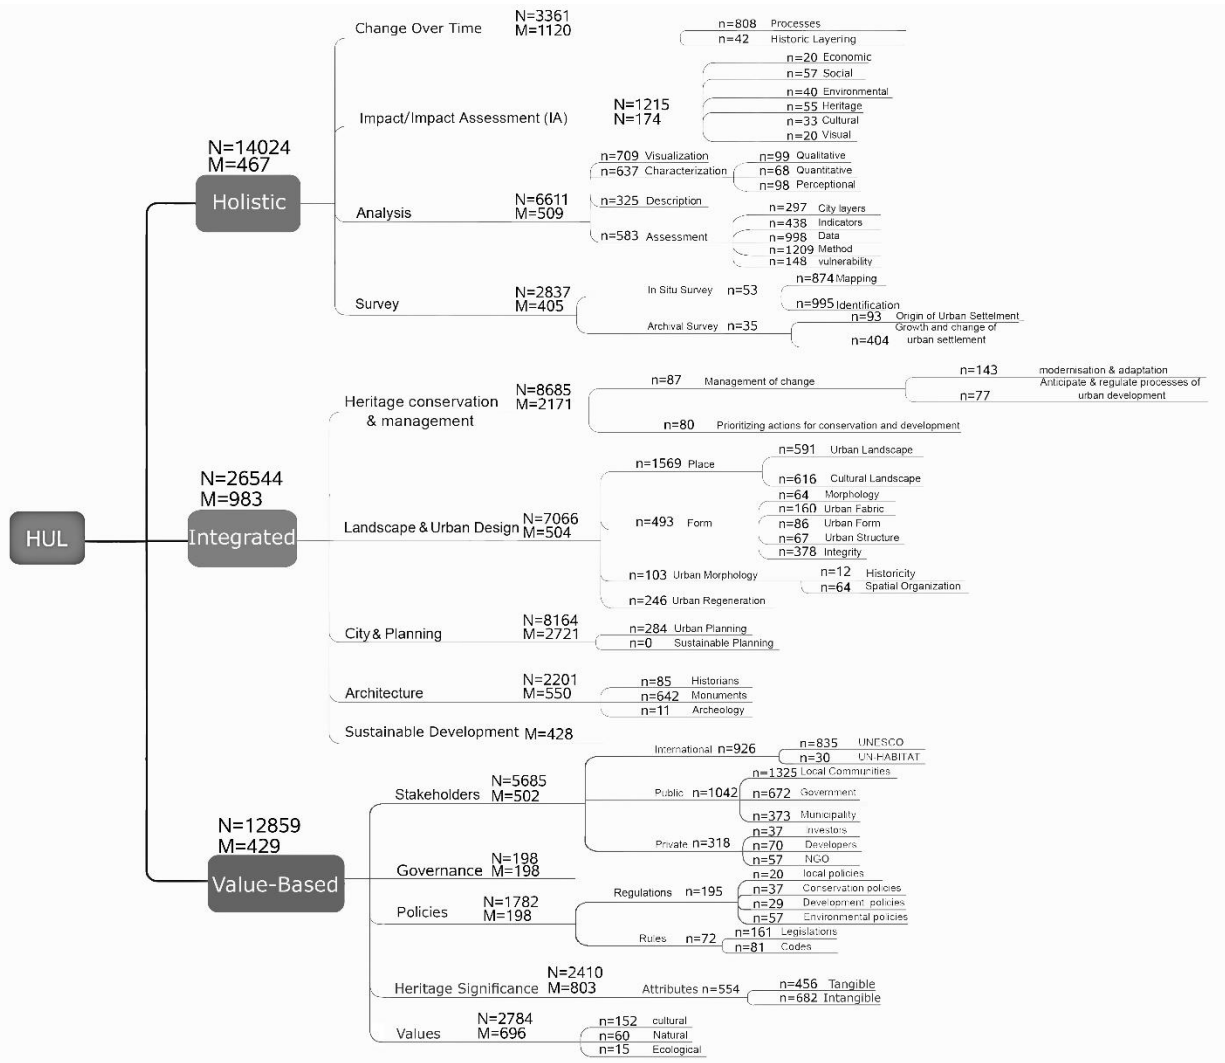 HUL
N=14024
M=467
Holistic
Change Over Time
N=3361
M=1120
n=808 Processes
n=42 Historic Layering
Impact/Impact Assessment (IA)
N=1215
N=174
n=20 Economic
n=57 Social
n=40 Environmental
n=55 Heritage
n=33 Cultural
n=20 Visual
Analysis
N=6611
M=509
n=709 Visualization
n=637 Characterization
n=99 Qualitative
n=68 Quantitative
n=98 Perceptional
n=325 Description
n=583 Assessment
n=297 City layers
n=438 Indicators
n=998 Data
n=1209 Method
n=148 vulnerability
Survey
N=2837
M=405
In Situ Survey n=53
n=874 Mapping
n=995 Identification
Archival Survey n=35
n=93 Origin of Urban Settelment
n=404 Growth and change of
urban settlement
N=26544
M=983
Integrated
Heritage conservation
& management
N=8685
M=2171
n=87 Management of change
n=143 modernisation & adaptation
n=77 Anticipate & regulate processes of
urban development
n=80 Prioritizing actions for conservation and development
Landscape & Urban Design
N=7066
M=504
n=1569 Place
n=591 Urban Landscape
n=616 Cultural Landscape
n=493 Form
n=64 Morphology
n=160 Urban Fabric
n=86 Urban Form
n=67 Urban Structure
n=378 Integrity
n=103 Urban Morphology
n=12 Historicity
n=64 Spatial Organization
n=246 Urban Regeneration
City & Planning
N=8164
M=2721
n=284 Urban Planning
n=0 Sustainable Planning
Architecture
N=2201
M=550
n=85 Historians
n=642 Monuments
n=11 Archeology
Sustainable Development M=428
N=12859
M=429
Value-Based
Stakeholders
N=5685
M=502
International n=926
n=835 UNESCO
n=30 UN-HABITAT
Public n=1042
n=1325 Local Communities
n=672 Government
n=373 Municipality
Private n=318
n=37 Investors
n=70 Developers
n=57 NGO
Governance
N=198
M=198
Policies
N=1782
M=198
Regulations n=195
n=20 local policies
n=37 Conservation policies
n=29 Development policies
n=57 Environmental policies
Rules n=72
n=161 Legislations
n=81 Codes
Heritage Significance
N=2410
M=803
Attributes n=554
n=456 Tangible
n=682 Intangible
Values
N=2784
M=696
n=152 cultural
n=60 Natural
n=15 Ecological